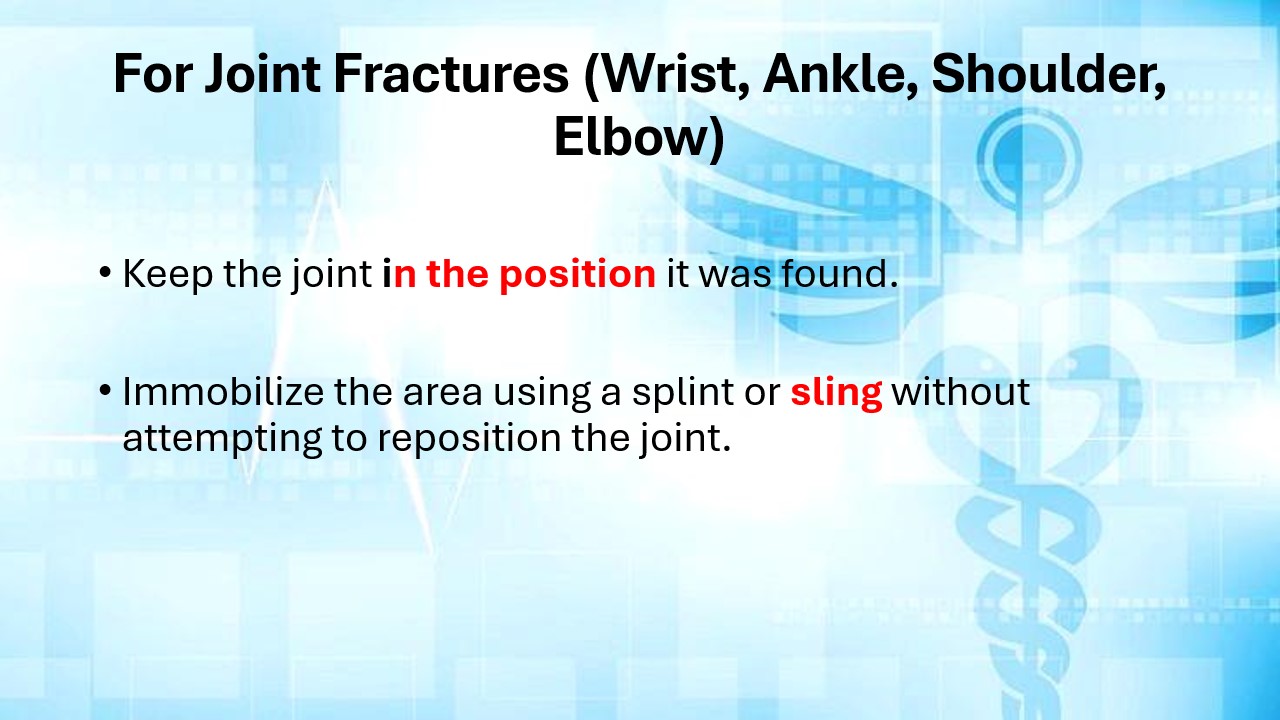 For Joint Fractures (Wrist, Ankle, Shoulder,
Elbow)
• Keep the joint in the position it was found.
• Immobilize the area using a splint or sling without
attempting to reposition the joint.